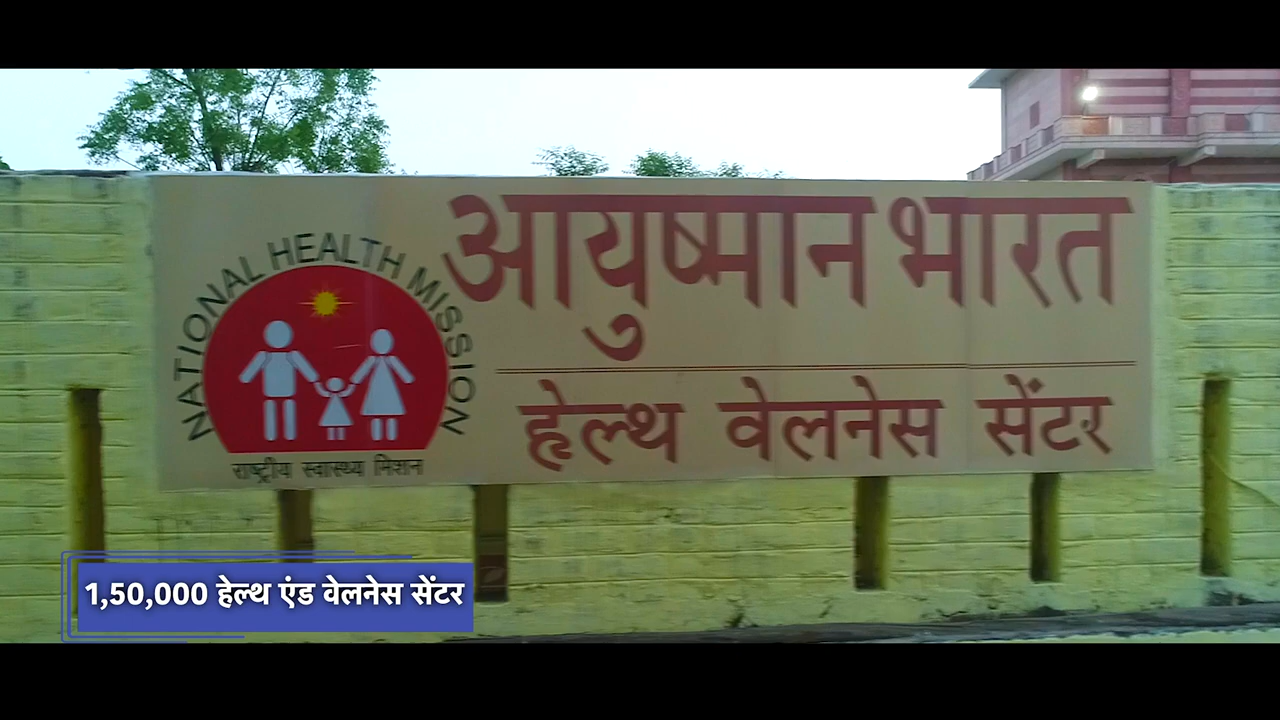 NATIONAL HEALTH MISSION
राष्ट्रीय स्वास्थ्य मिशन
आयुष्मान भारत
हेल्थ वेलनेस सेंटर
1,50,000 हेल्थ एंड वेलनेस सेंटर